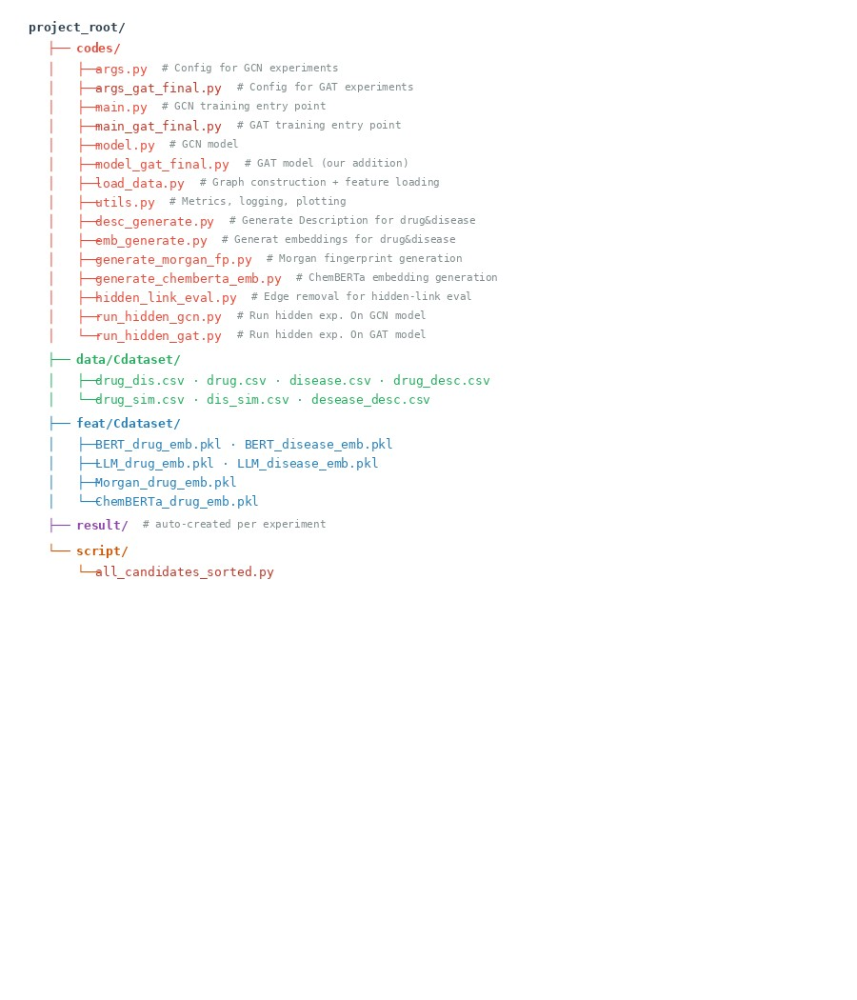 project_root/
├── codes/
│   ├──args.py  # Config for GCN experiments
│   ├──args_gat_final.py  # Config for GAT experiments
│   ├──main.py  # GCN training entry point
│   ├──main_gat_final.py  # GAT training entry point
│   ├──model.py  # GCN model
│   ├──model_gat_final.py  # GAT model (our addition)
│   ├──load_data.py  # Graph construction + feature loading
│   ├──utils.py  # Metrics, logging, plotting
│   ├──desc_generate.py  # Generate Description for drug&disease
│   ├──emb_generate.py  # Generat embeddings for drug&disease
│   ├──generate_morgan_fp.py  # Morgan fingerprint generation
│   ├──generate_chemberta_emb.py  # ChemBERTa embedding generation
│   ├──hidden_link_eval.py  # Edge removal for hidden-link eval
│   ├──run_hidden_gcn.py  # Run hidden exp. On GCN model
│   └──run_hidden_gat.py  # Run hidden exp. On GAT model
├── data/Cdataset/
│   ├──drug_dis.csv · drug.csv · disease.csv · drug_desc.csv
│   └──drug_sim.csv · dis_sim.csv · desease_desc.csv
├── feat/Cdataset/
│   ├──BERT_drug_emb.pkl · BERT_disease_emb.pkl
│   ├──LLM_drug_emb.pkl · LLM_disease_emb.pkl
│   ├──Morgan_drug_emb.pkl
│   └──ChemBERTa_drug_emb.pkl
├── result/  # auto-created per experiment
└── script/
    └──all_candidates_sorted.py